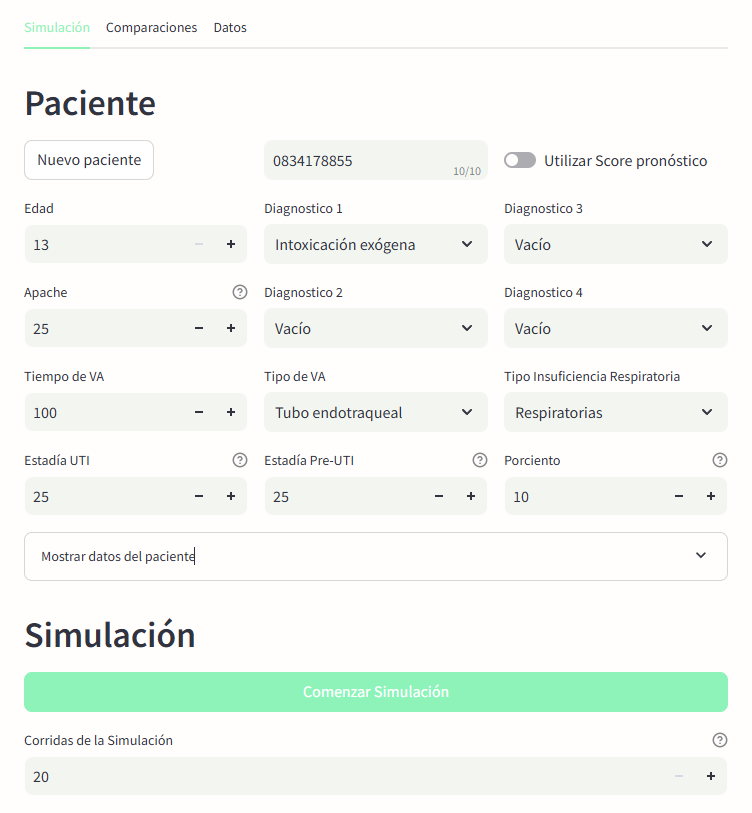 Simulación Comparaciones Datos
Paciente
Nuevo paciente 0834178855 10/10 Utilizar Score pronóstico
Edad Diagnostico 1 Diagnostico 3
13 Intoxicación exógena Vacío
Apache Diagnostico 2 Diagnostico 4
25 Vacío Vacío
Tiempo de VA Tipo de VA Tipo Insuficiencia Respiratoria
100 Tubo endotraqueal Respiratorias
Estadía UTI Estadía Pre-UTI Porciento
25 25 10
Mostrar datos del paciente
Simulación
Comenzar Simulación
Corridas de la Simulación
20